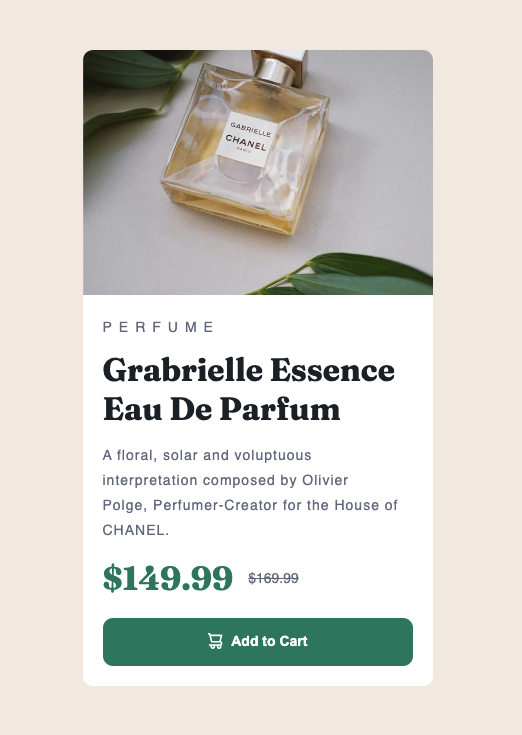 GABRIELLE
CHANEL
PARIS
PERFUME
Grabrielle Essence
Eau De Parfum
A floral, solar and voluptuous
interpretation composed by Olivier
Polge, Perfumer-Creator for the House of
CHANEL.
$149.99 $169.99
Add to Cart